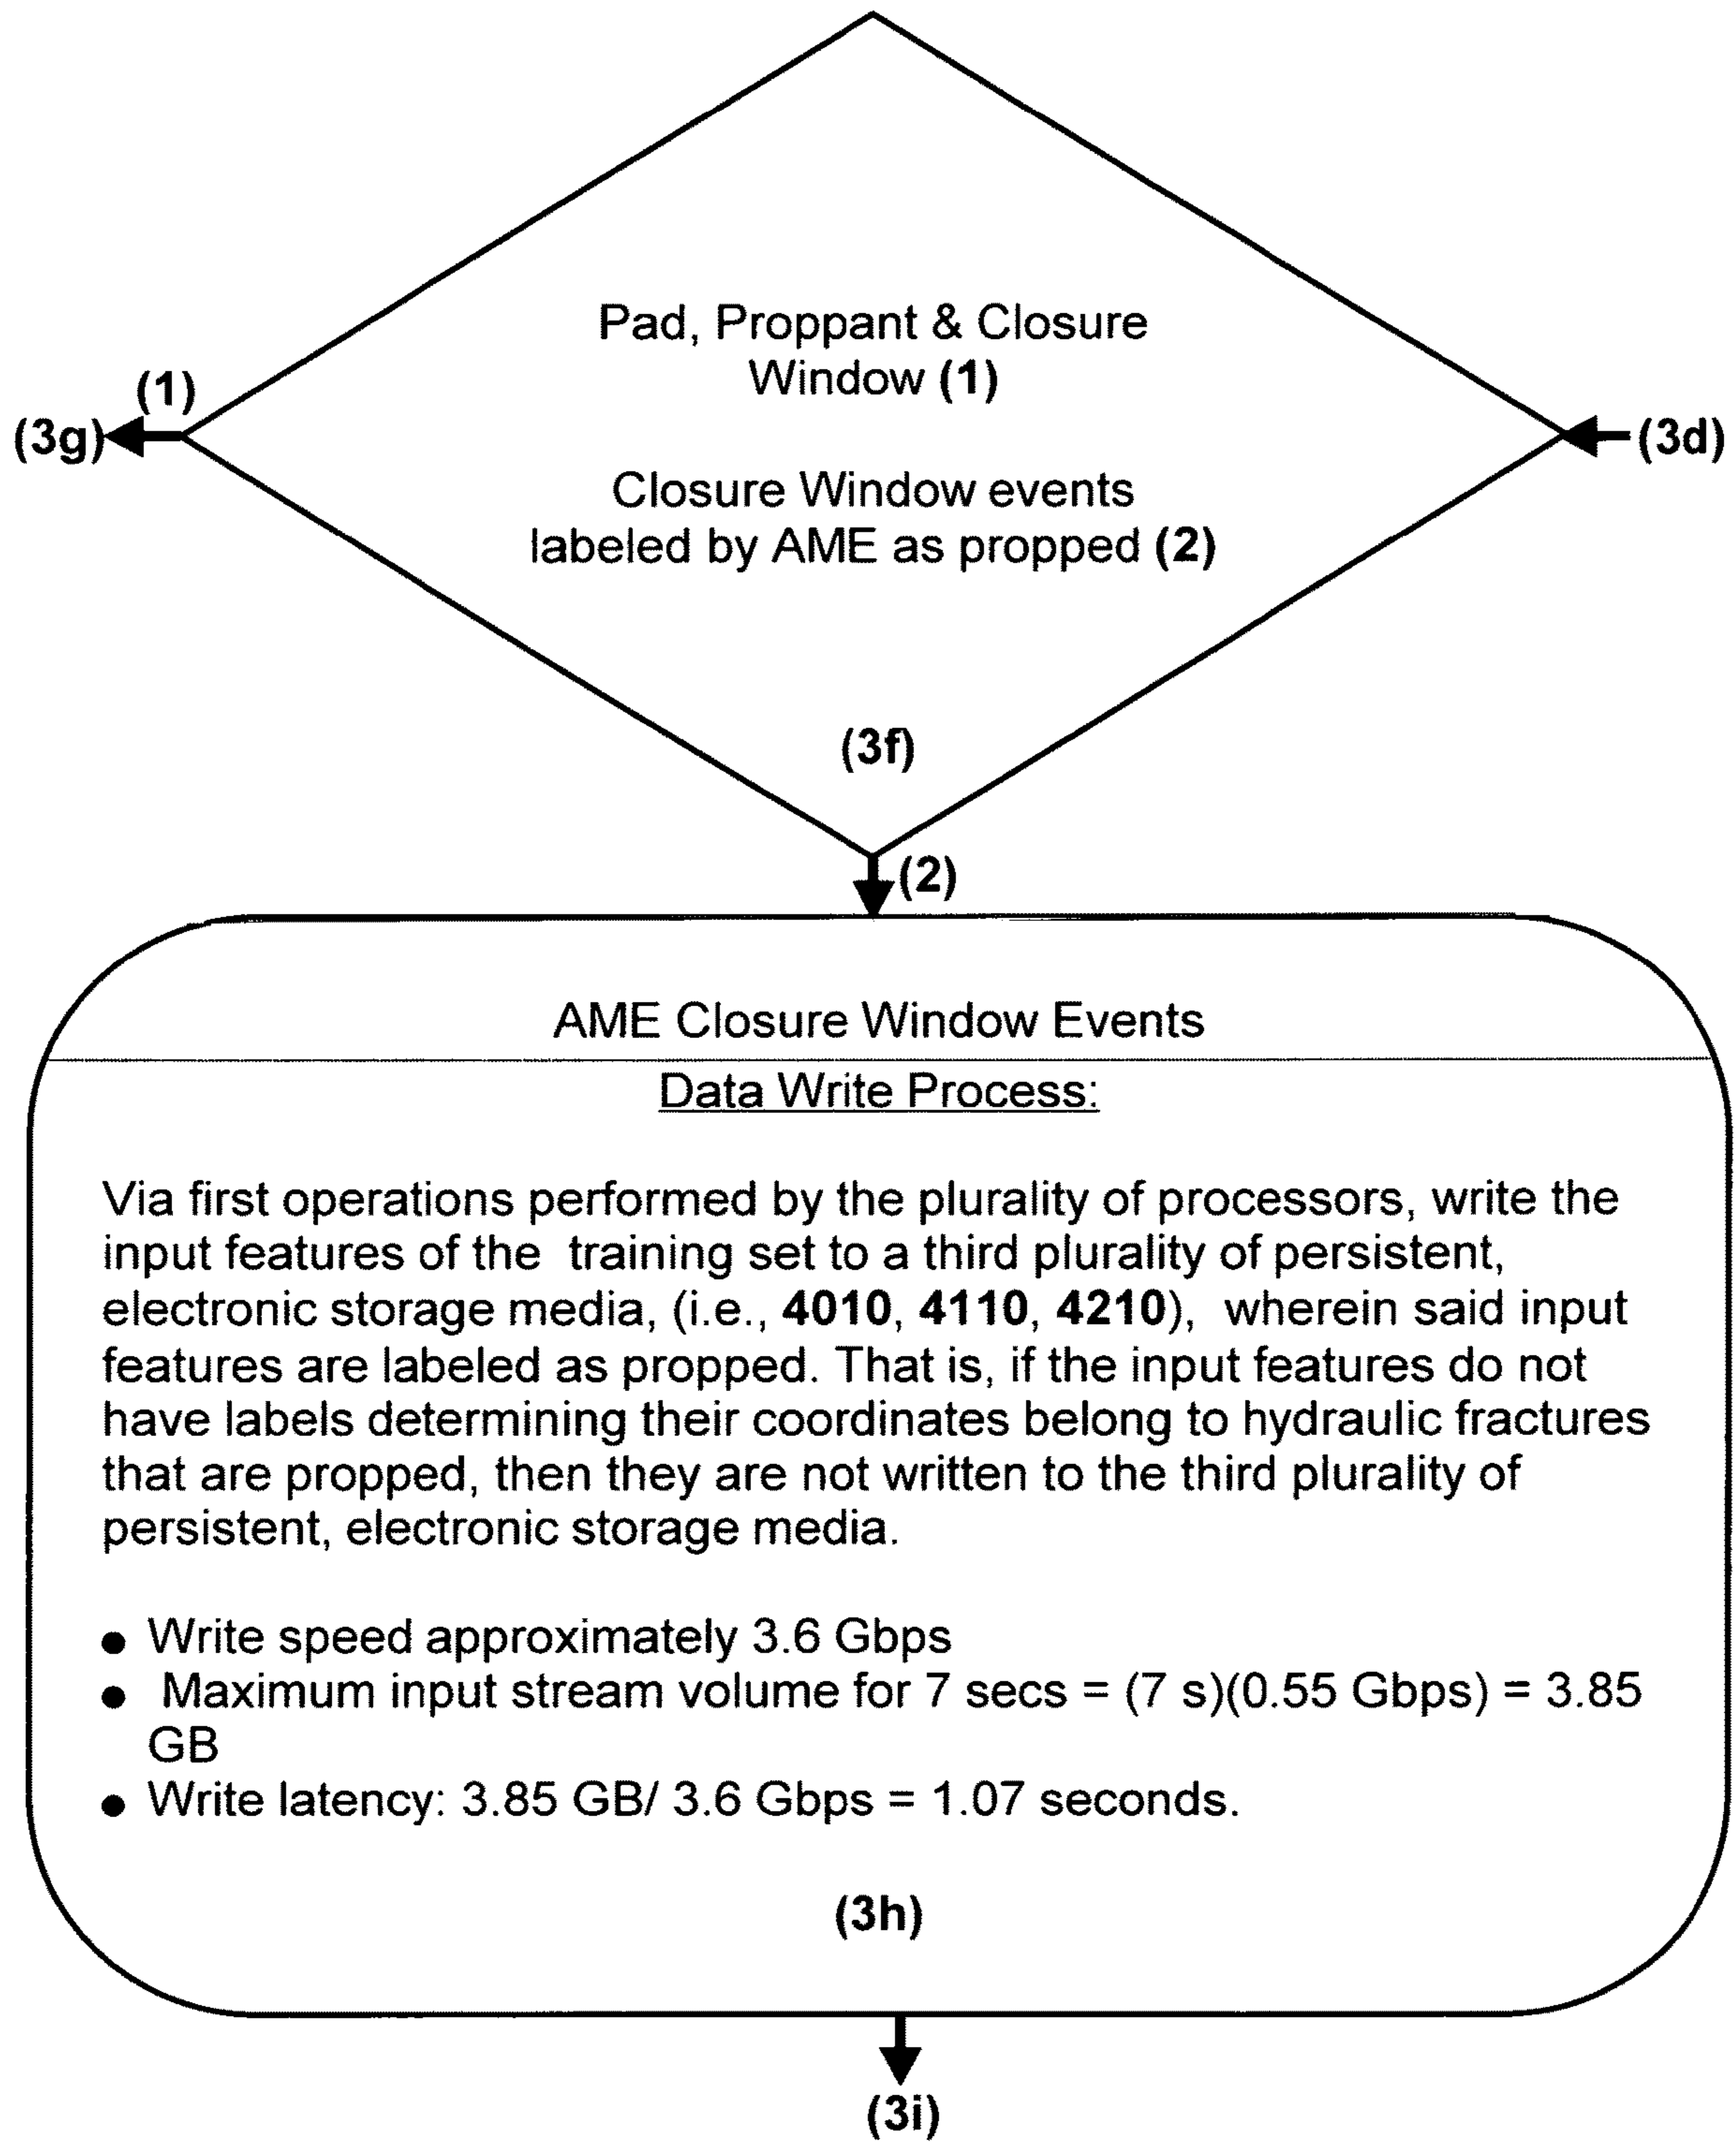 Pad, Proppant & Closure
Window (1)
(1)
(3g)
(3d)
Closure Window events
labeled by AME as propped (2)
(3f)
(2)
AME Closure Window Events
Data Write Process:
Via first operations performed by the plurality of processors, write the
input features of the training set to a third plurality of persistent,
electronic storage media, (i.e., 4010, 4110, 4210), wherein said input
features are labeled as propped. That is, if the input features do not
have labels determining their coordinates belong to hydraulic fractures
that are propped, then they are not written to the third plurality of
persistent, electronic storage media.
● Write speed approximately 3.6 Gbps
● Maximum input stream volume for 7 secs = (7 s)(0.55 Gbps) = 3.85
GB
● Write latency: 3.85 GB/ 3.6 Gbps = 1.07 seconds.
(3h)
(3i)